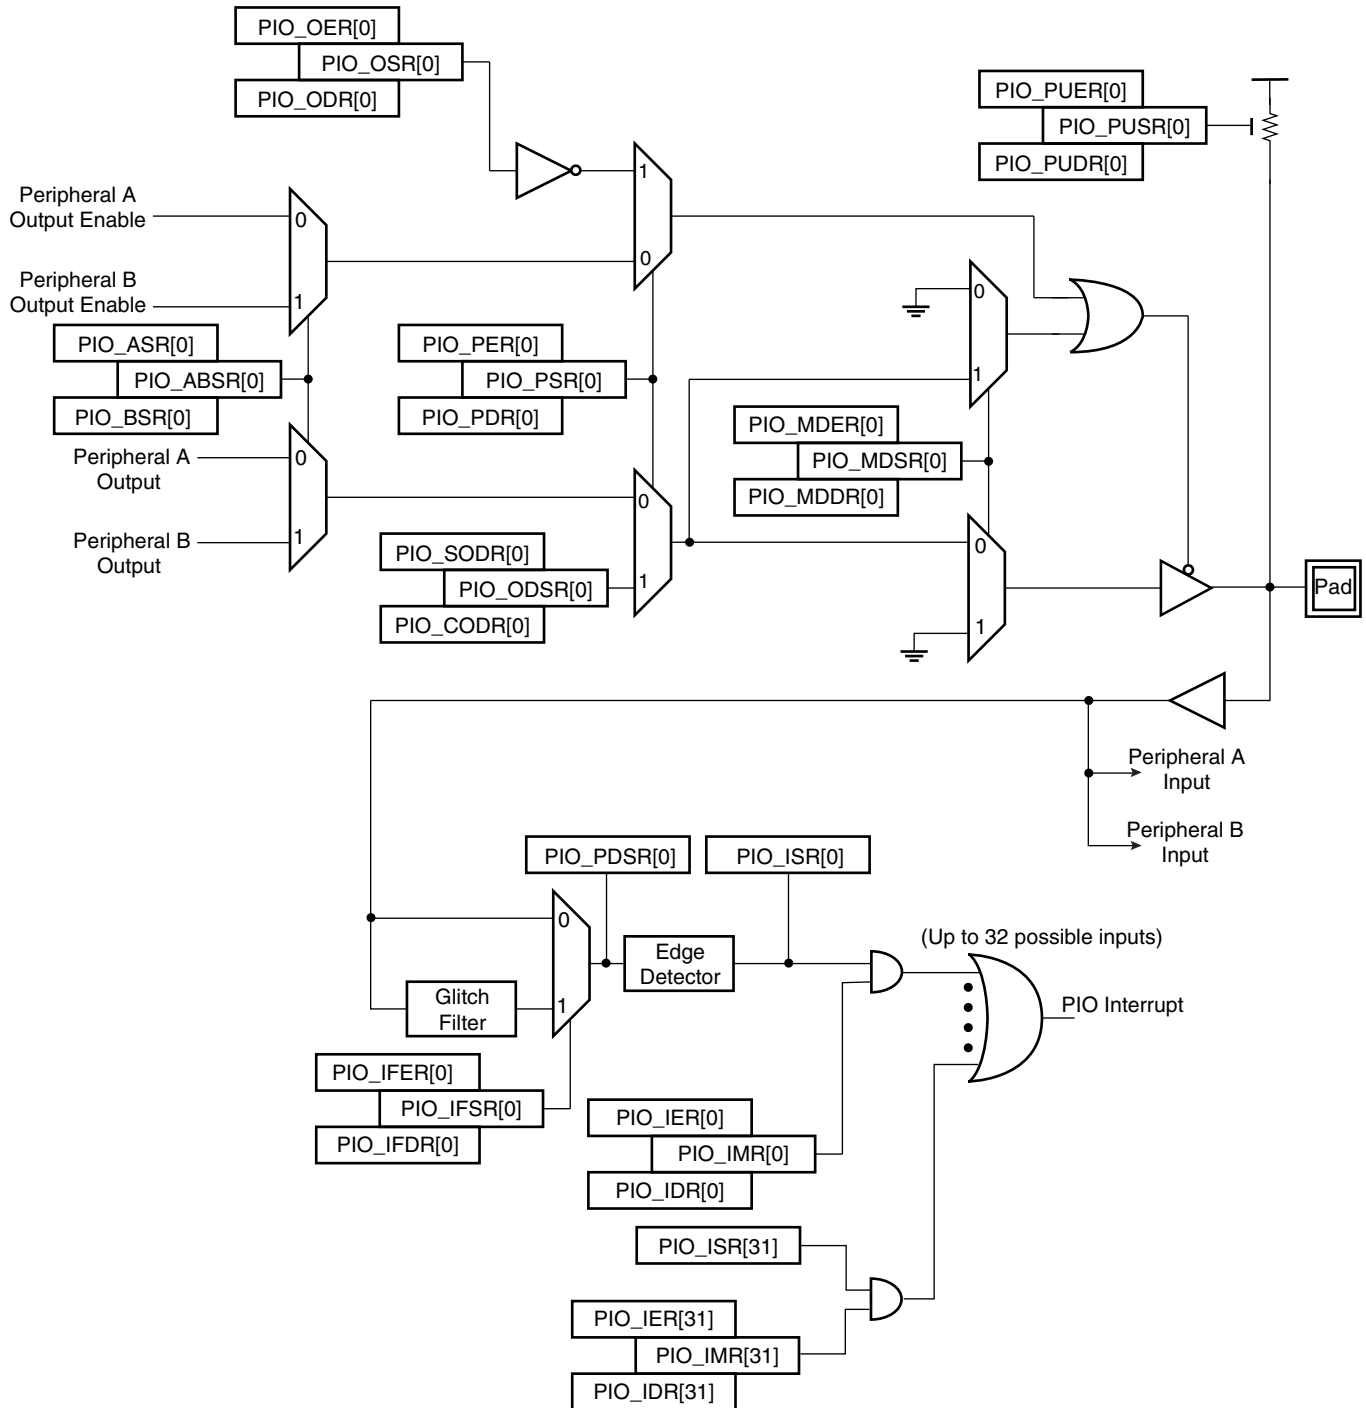 PIO_OER[0]
PIO_OSR[0]
PIO_ODR[0]
PIO_PUER[0]
PIO_PUSR[0]
PIO_PUDR[0]
1
0
Peripheral A
Output Enable
0
Peripheral B
Output Enable
1
0
1
PIO_ASR[0]
PIO_ABSR[0]
PIO_BSR[0]
PIO_PER[0]
PIO_PSR[0]
PIO_PDR[0]
PIO_MDER[0]
PIO_MDSR[0]
PIO_MDDR[0]
Peripheral A
Output
0
Peripheral B
Output
1
0
1
PIO_SODR[0]
PIO_ODSR[0]
PIO_CODR[0]
0
1
Pad
Peripheral A
Input
Peripheral B
Input
PIO_PDSR[0]
PIO_ISR[0]
0
1
Edge
Detector
Glitch
Filter
(Up to 32 possible inputs)
PIO Interrupt
PIO_IFER[0]
PIO_IFSR[0]
PIO_IFDR[0]
PIO_IER[0]
PIO_IMR[0]
PIO_IDR[0]
PIO_ISR[31]
PIO_IER[31]
PIO_IMR[31]
PIO_IDR[31]